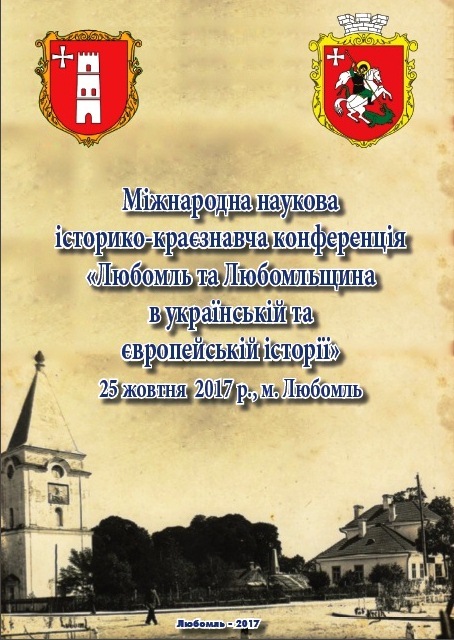 Міжнародна наукова
історико-краєзнавча конференція
«Любомль та Любомльщина
в українській та
європейській історії»
25 жовтня 2017 р., м. Любомль
Любомль - 2017